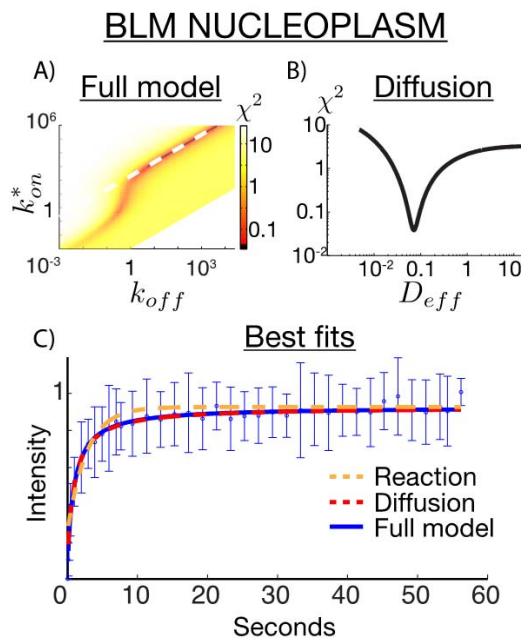 BLM NUCLEOPLASM
A) Full model
χ²
10⁶
1
10⁻³
k*on
1
10³
koff
10
1
0.1
B) Diffusion
χ²
10
1
0.1
10⁻²
10⁻² 0.1 1 10
Deff
C) Best fits
1
Intensity
Reaction
Diffusion
Full model
0 10 20 30 40 50 60
Seconds